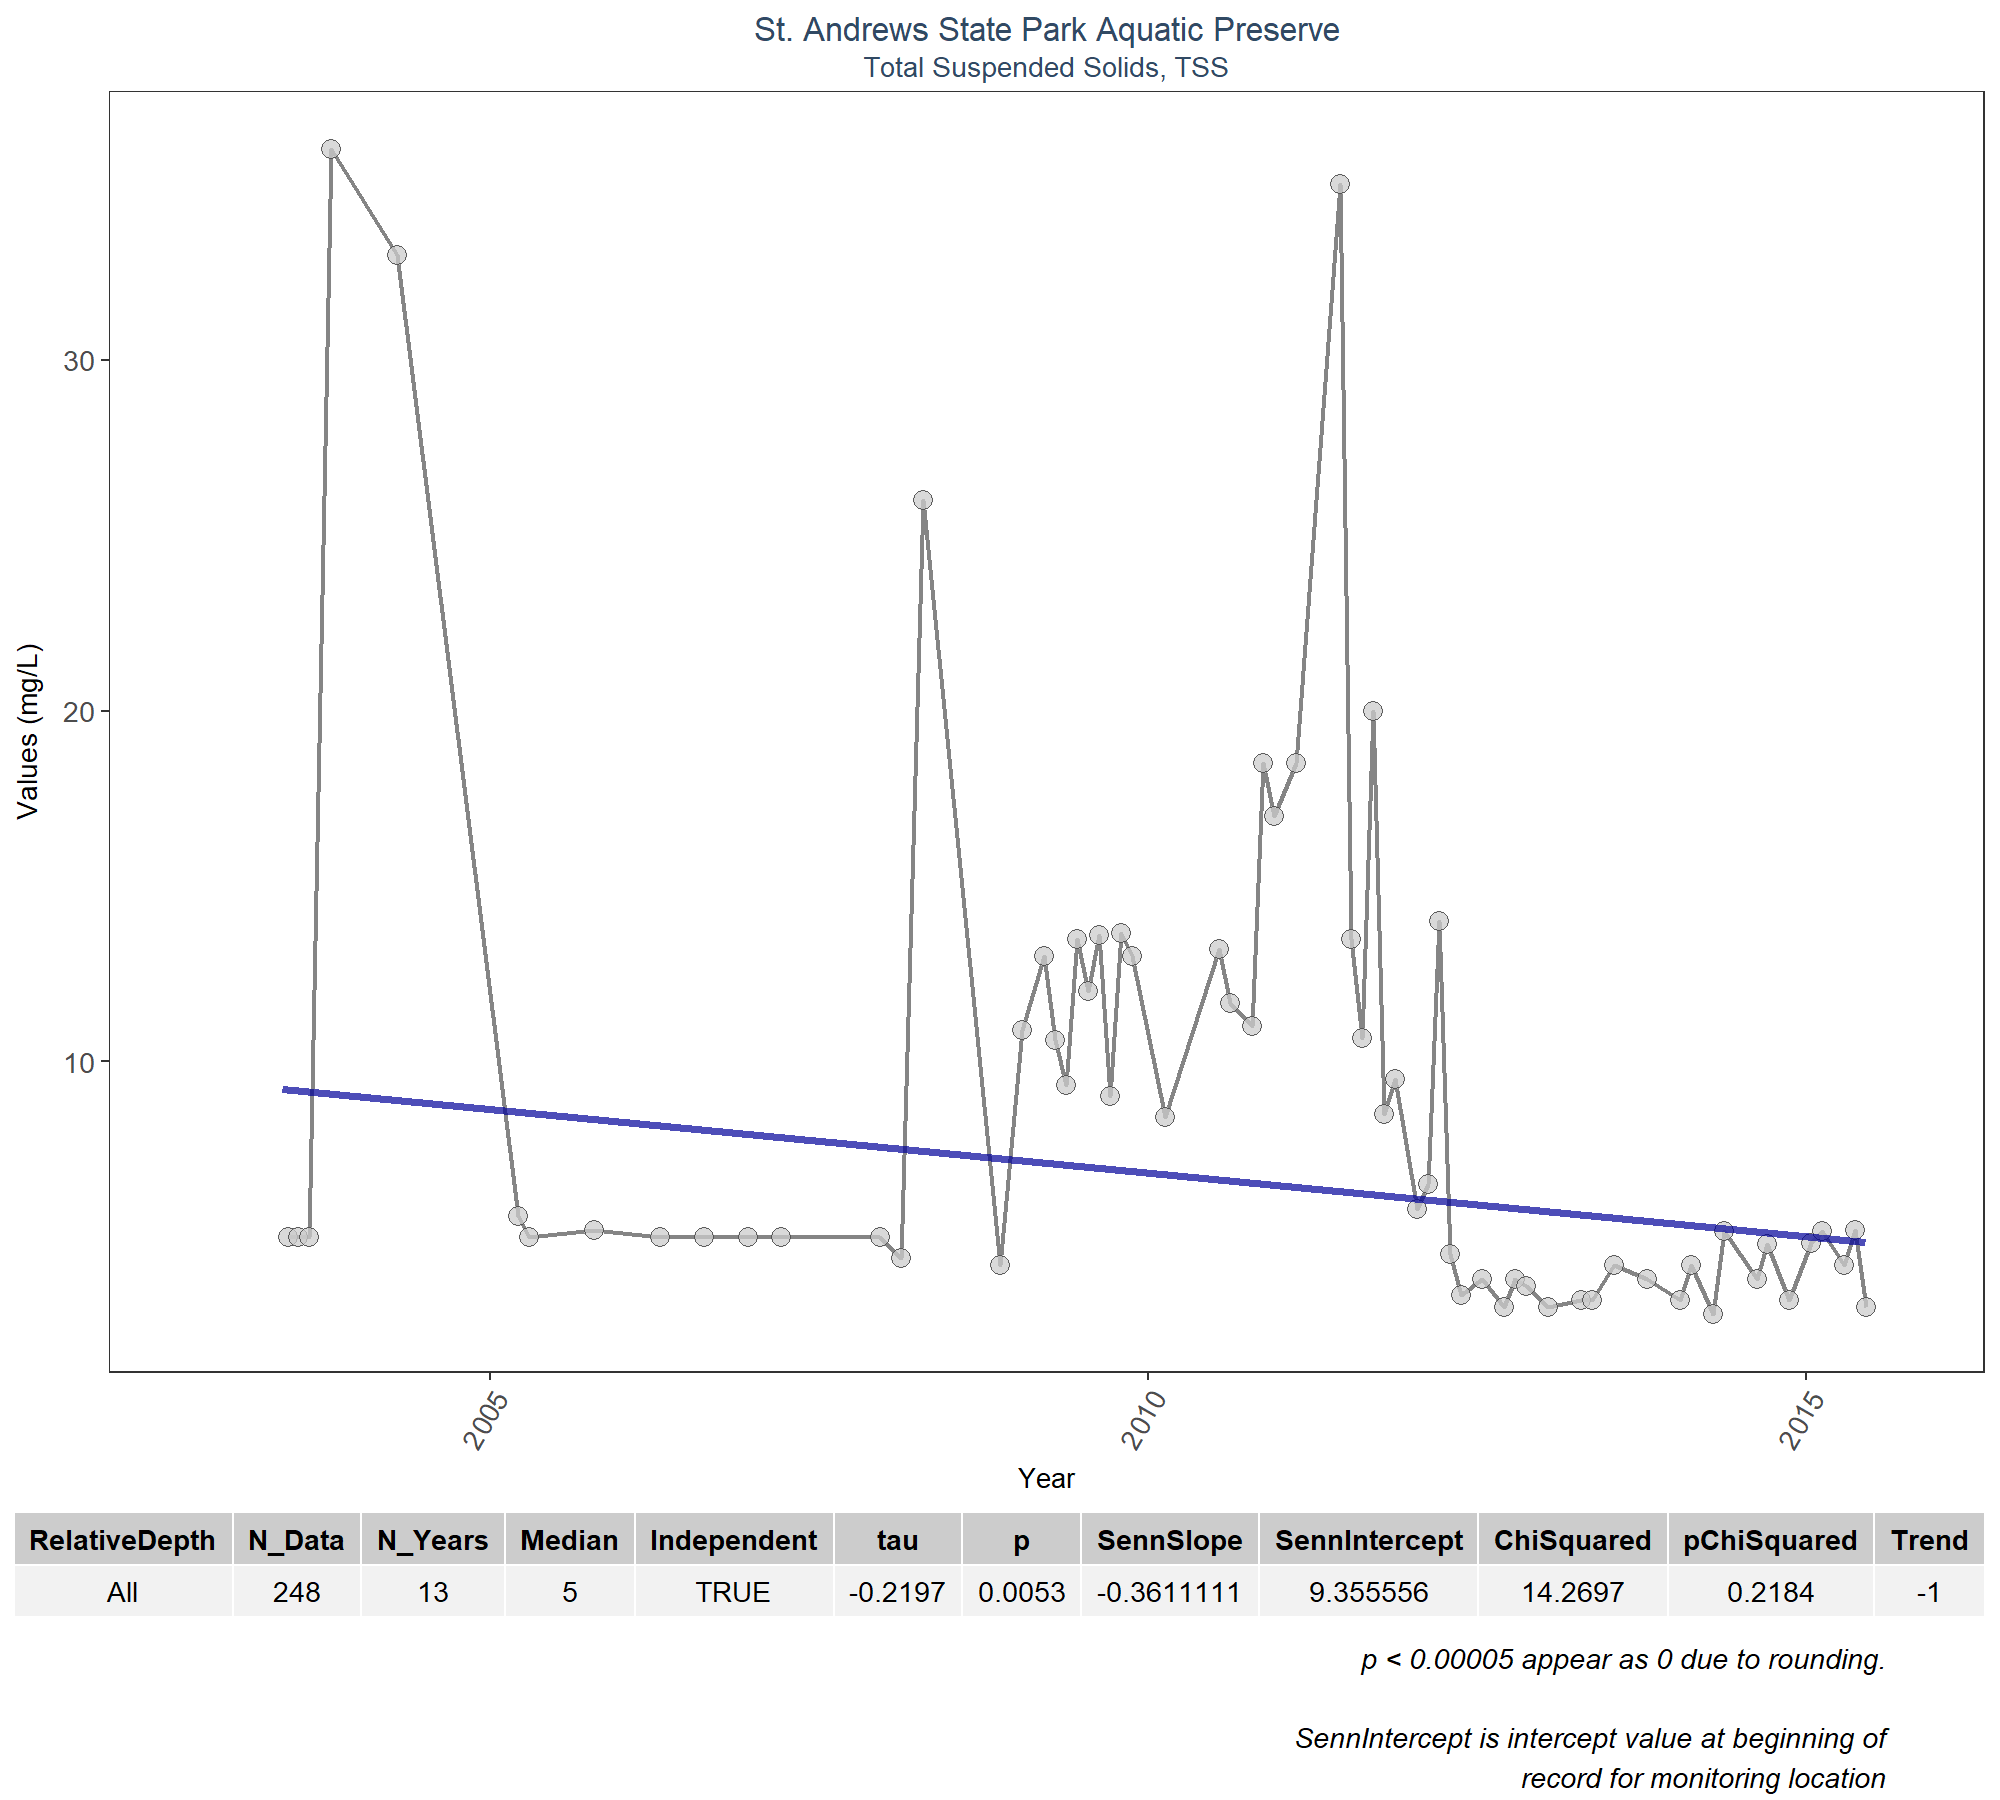 St. Andrews State Park Aquatic Preserve
Total Suspended Solids, TSS
Values (mg/L)
30
20
10
2005
2010
2015
Year
RelativeDepth N_Data N_Years Median Independent tau p SennSlope SennIntercept ChiSquared pChiSquared Trend
All 248 13 5 TRUE -0.2197 0.0053 -0.3611111 9.355556 14.2697 0.2184 -1
p < 0.00005 appear as 0 due to rounding.
SennIntercept is intercept value at beginning of
record for monitoring location